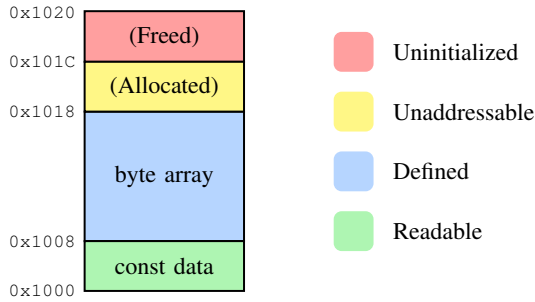 0x1020
(Freed)
0x101C
(Allocated)
0x1018
byte array
0x1008
const data
0x1000
Uninitialized
Unaddressable
Defined
Readable